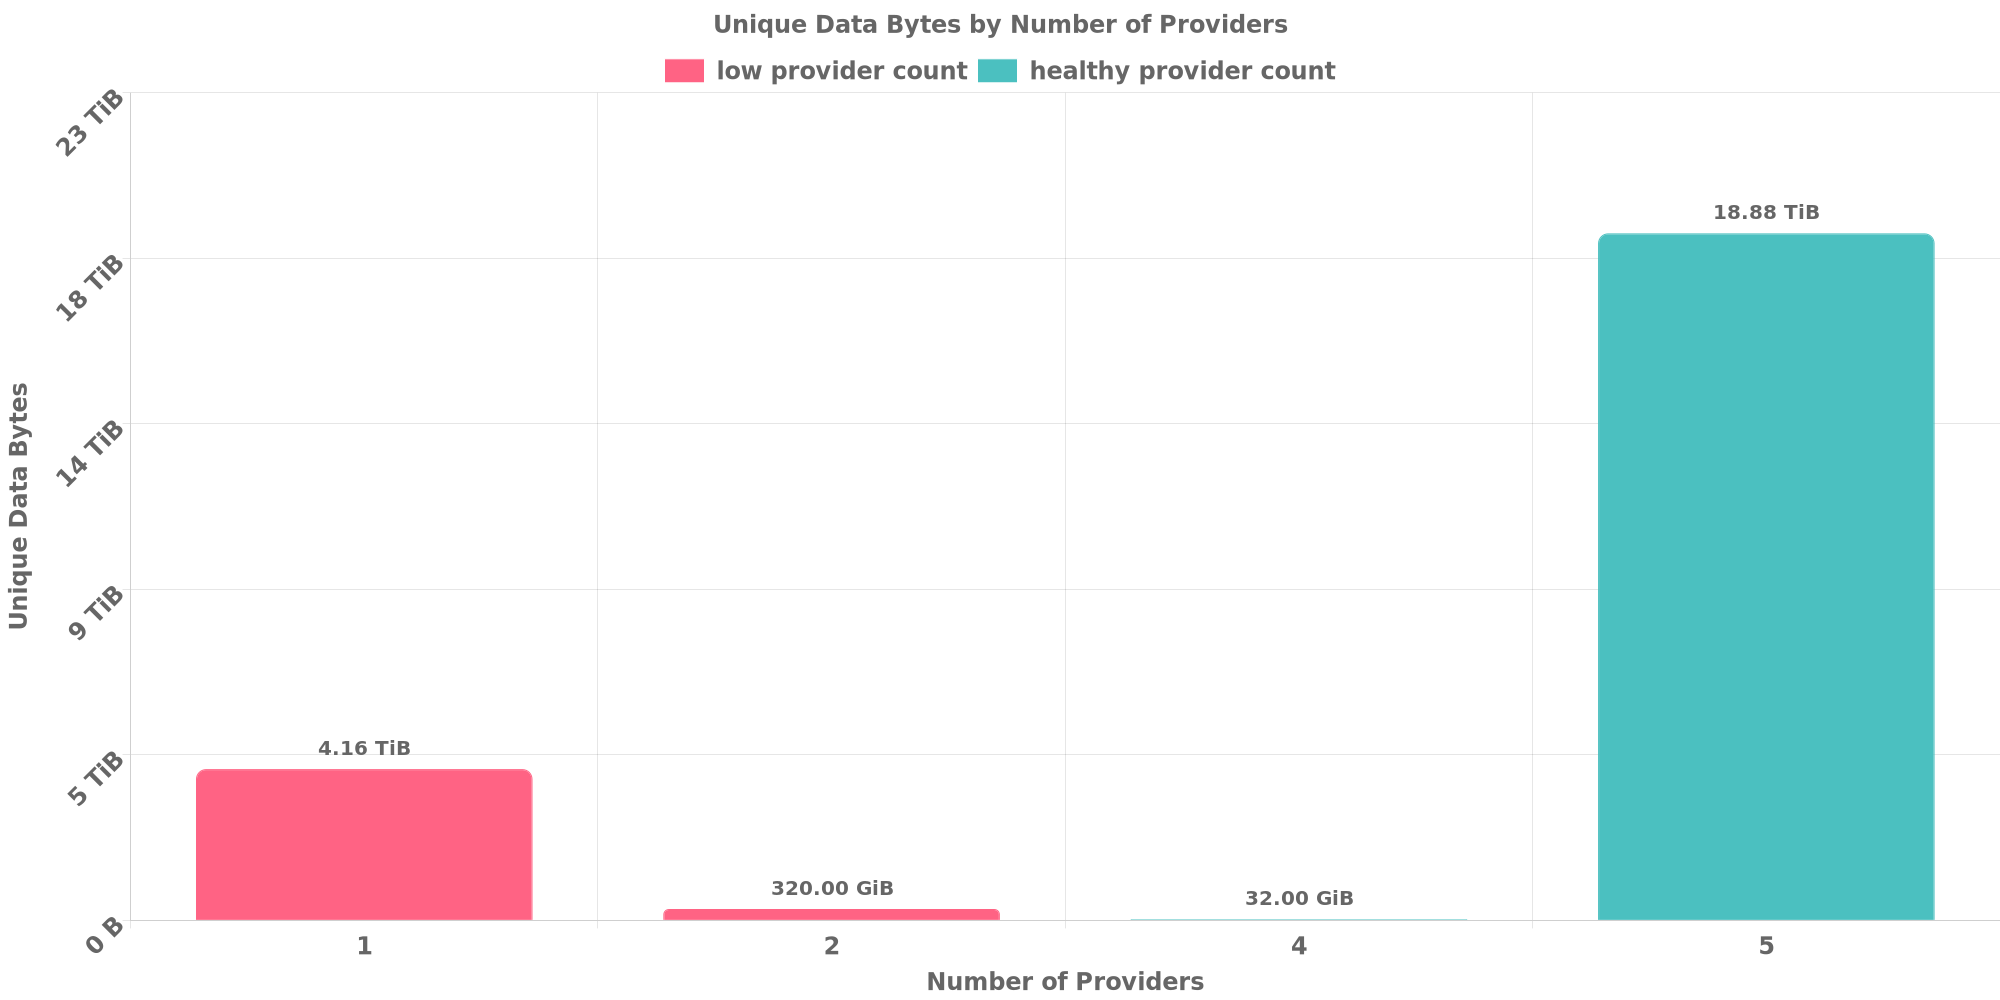 Unique Data Bytes by Number of Providers
low provider count healthy provider count
23 TiB
18 TiB
14 TiB
9 TiB
5 TiB
0 B
Unique Data Bytes
4.16 TiB
320.00 GiB
32.00 GiB
18.88 TiB
1 2 4 5
Number of Providers